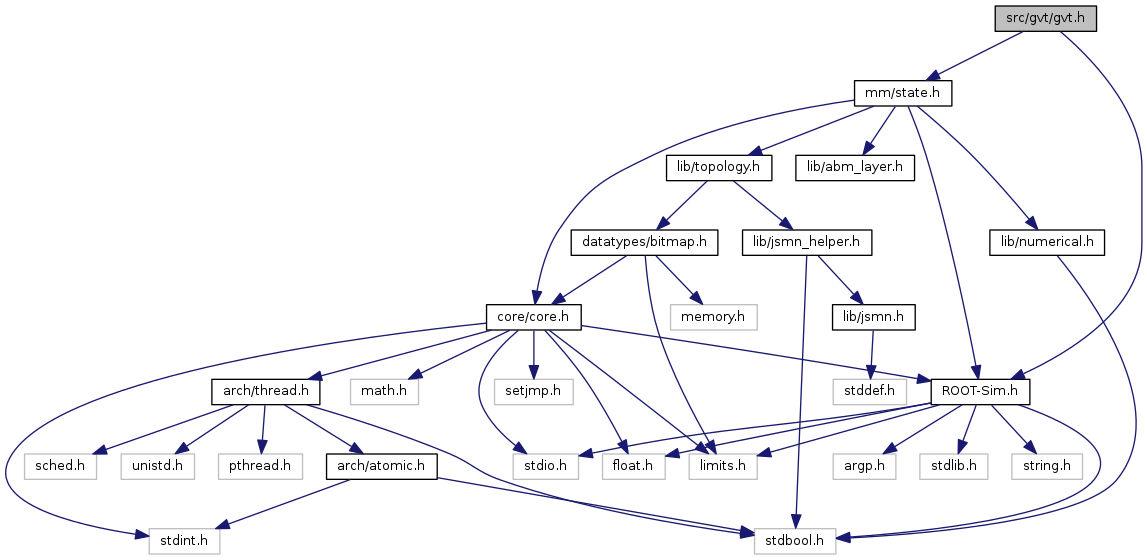 src/gvt/gvt.h
mm/state.h
lib/topology.h
lib/abm_layer.h
datatypes/bitmap.h
lib/jsmn_helper.h
lib/numerical.h
core/core.h
memory.h
lib/jsmn.h
arch/thread.h
math.h
setjmp.h
stddef.h
ROOT-Sim.h
sched.h
unistd.h
pthread.h
arch/atomic.h
stdio.h
float.h
limits.h
argp.h
stdlib.h
string.h
stdint.h
stdbool.h